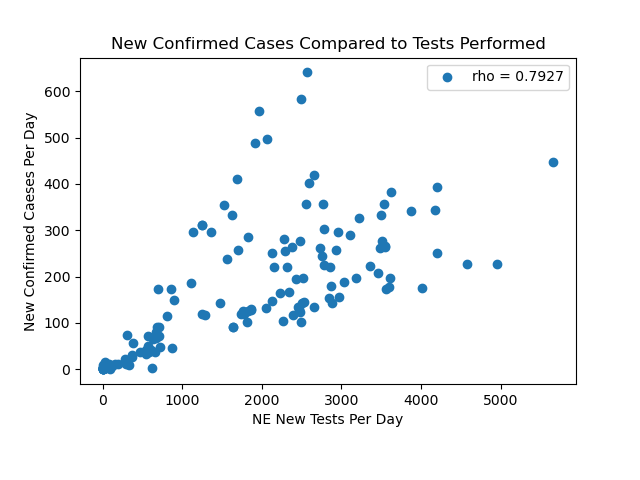 New Confirmed Cases Compared to Tests Performed
rho = 0.7927
New Confirmed Caeses Per Day
600
500
400
300
200
100
0
0 1000 2000 3000 4000 5000
NE New Tests Per Day